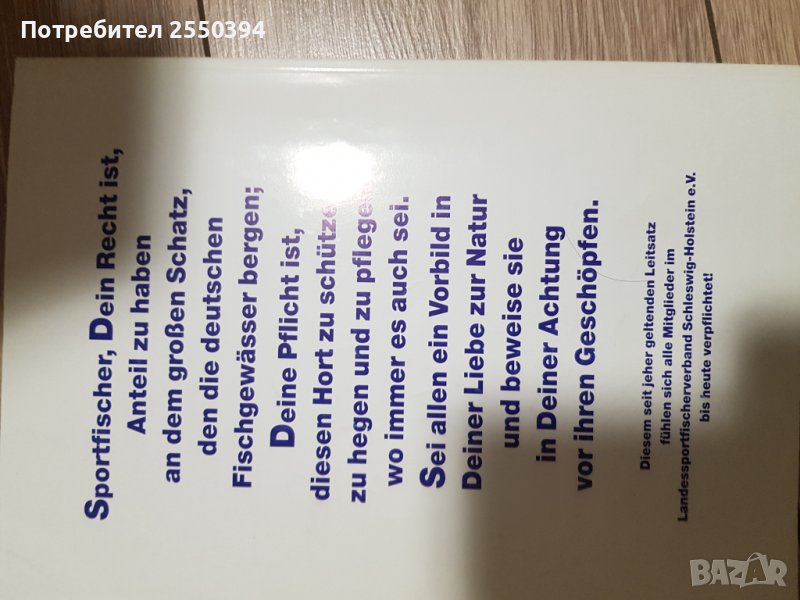 Потребител 2550394
Sportfischer, Dein Recht ist,
Anteil zu haben
an dem großen Schatz,
den die deutschen
Fischgewässer bergen;
Deine Pflicht ist,
diesen Hort zu schütze
zu hegen und zu pflege
wo immer es auch sei.
Sei allen ein Vorbild in
Deiner Liebe zur Natur
und beweise sie
in Deiner Achtung
vor ihren Geschöpfen.
Diesem seit jeher geltenden Leitsatz
fühlen sich alle Mitglieder im
Landessportfischerverband Schleswig-Holstein e.V.
bis heute verpflichtet!
BAZAR